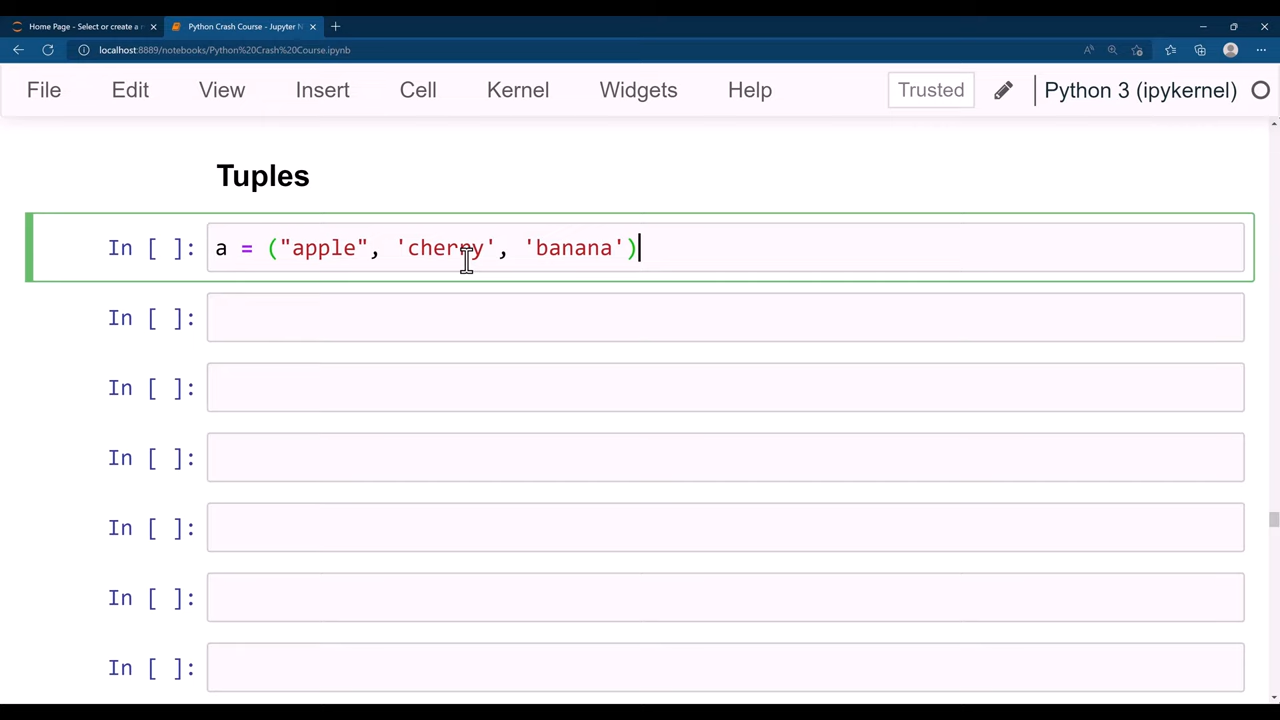 Home Page - Select or create a n
Python Crash Course - Jupyter N
localhost:8889/notebooks/Python%20Crash%20Course.ipynb
File Edit View Insert Cell Kernel Widgets Help Trusted Python 3 (ipykernel)
Tuples
In [ ]: a = ("apple", 'cherry', 'banana')
In [ ]:
In [ ]:
In [ ]:
In [ ]:
In [ ]:
In [ ]: